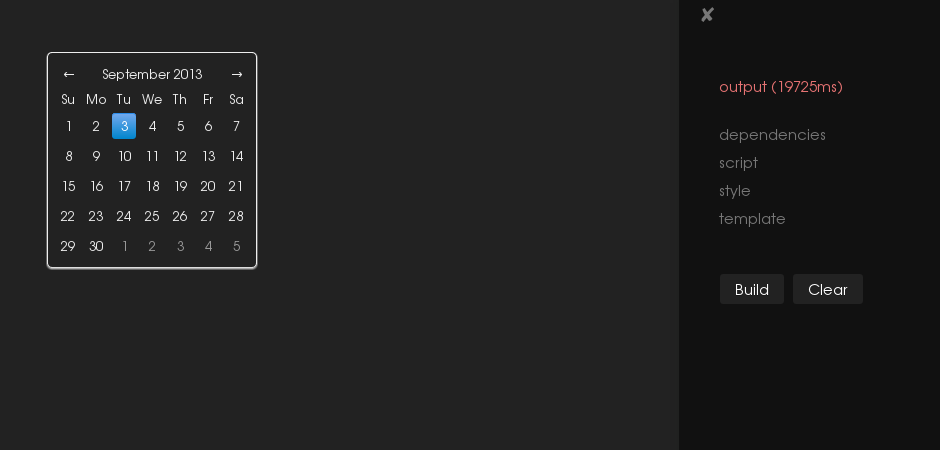 ← September 2013 →
Su Mo Tu We Th Fr Sa
1 2 3 4 5 6 7
8 9 10 11 12 13 14
15 16 17 18 19 20 21
22 23 24 25 26 27 28
29 30 1 2 3 4 5
✘
output (19725ms)
dependencies
script
style
template
Build Clear